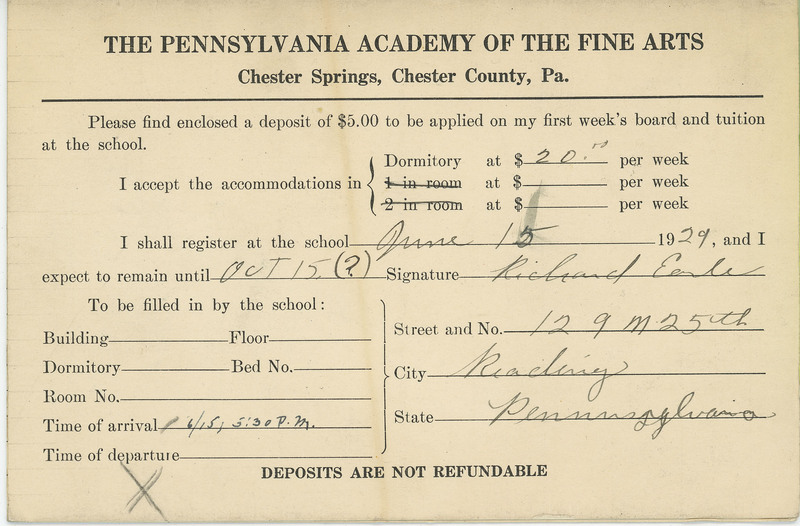 THE PENNSYLVANIA ACADEMY OF THE FINE ARTS
Chester Springs, Chester County, Pa.
Please find enclosed a deposit of $5.00 to be applied on my first week's board and tuition
at the school.
Dormitory at $ 20.00 per week
I accept the accommodations in 1 in room at $ per week
2 in room at $ per week
I shall register at the school June 15 1929, and I
expect to remain until OCT 15, (?) Signature Richard Earle
To be filled in by the school:
Street and No. 129 N 25th
Building Floor
Dormitory Bed No.
City Reading
Room No.
State Pennnsylvania
Time of arrival 6/15, 5:30 P.M.
Time of departure
DEPOSITS ARE NOT REFUNDABLE
X